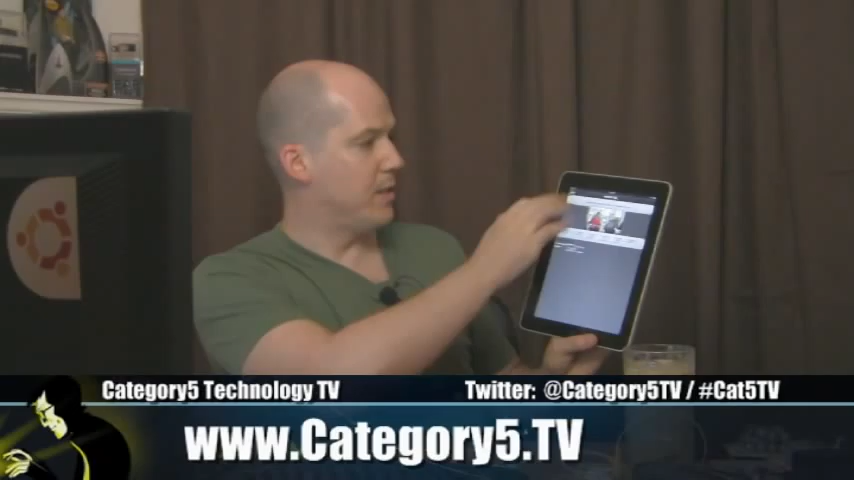 Category5 Technology TV
Twitter: @Category5TV / #Cat5TV
www.Category5.TV